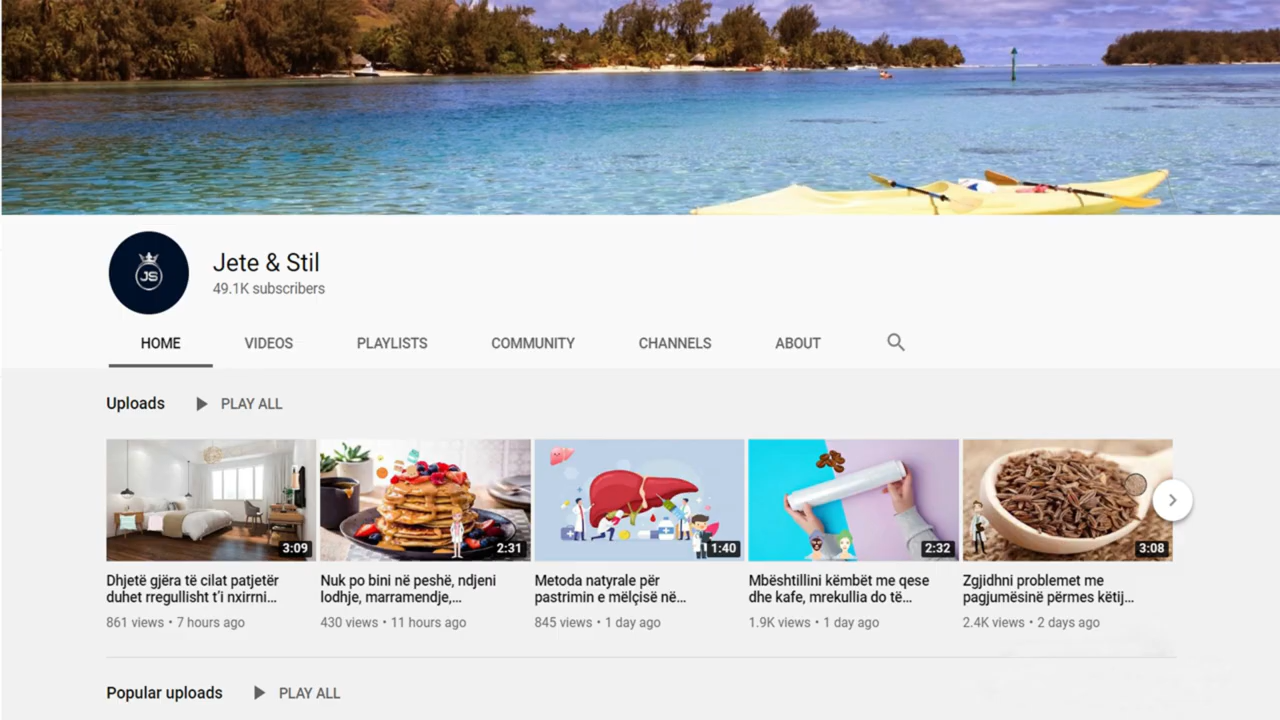 JS
Jete & Stil
49.1K subscribers
HOME VIDEOS PLAYLISTS COMMUNITY CHANNELS ABOUT
Uploads PLAY ALL
3:09 2:31 1:40 2:32 3:08
Dhjetë gjëra të cilat patjetër
duhet rregullisht t'i nxirrni...
861 views • 7 hours ago
Nuk po bini në peshë, ndjeni
lodhje, marramendje,...
430 views • 11 hours ago
Metoda natyrale për
pastrimin e mëlçisë në...
845 views • 1 day ago
Mbështillini këmbët me qese
dhe kafe, mrekullia do të...
1.9K views • 1 day ago
Zgjidhni problemet me
pagjumësinë përmes këtij...
2.4K views • 2 days ago
Popular uploads PLAY ALL